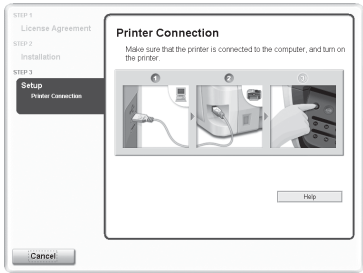 STEP 1
License Agreement
STEP 2
Installation
STEP 3
Setup
Printer Connection
Printer Connection
Make sure that the printer is connected to the computer, and turn on
the printer.
1
2
3
Help
Cancel